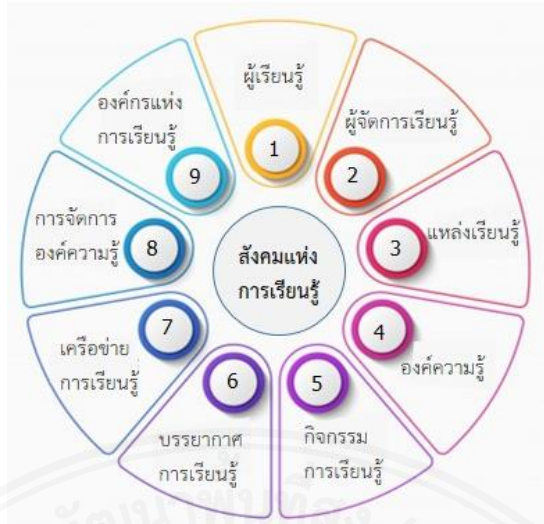 สังคมแห่ง
การเรียนรู้
1
ผู้เรียนรู้
2
ผู้จัดการเรียนรู้
3
แหล่งเรียนรู้
4
องค์ความรู้
5
กิจกรรม
การเรียนรู้
6
บรรยากาศ
การเรียนรู้
7
เครือข่าย
การเรียนรู้
8
การจัดการ
องค์ความรู้
9
องค์กรแห่ง
การเรียนรู้